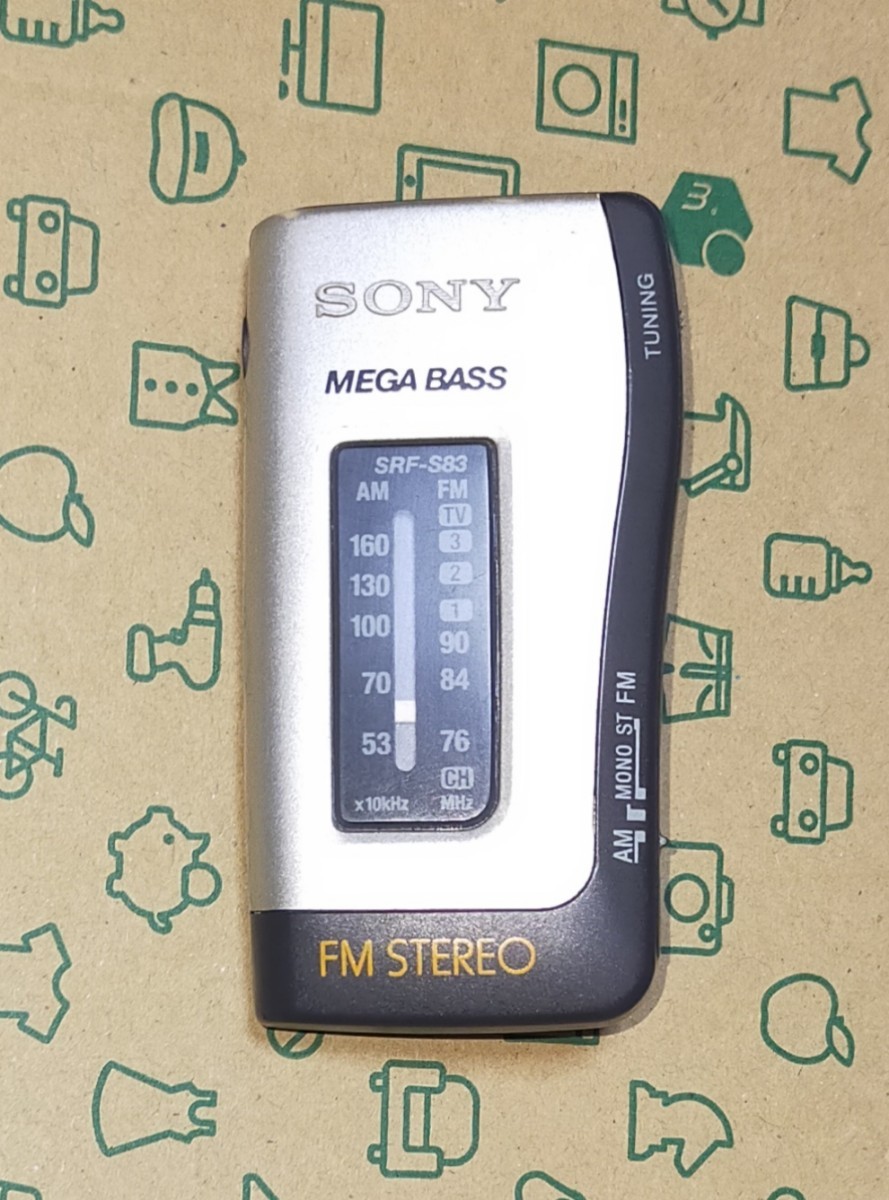 SONY
MEGA BASS
SRF-S83
AM FM
TV
160 3
130 2
100 1
90
70 84
53 76
CH
x10kHz MHz
TUNING
AM MONO ST FM
FM STEREO